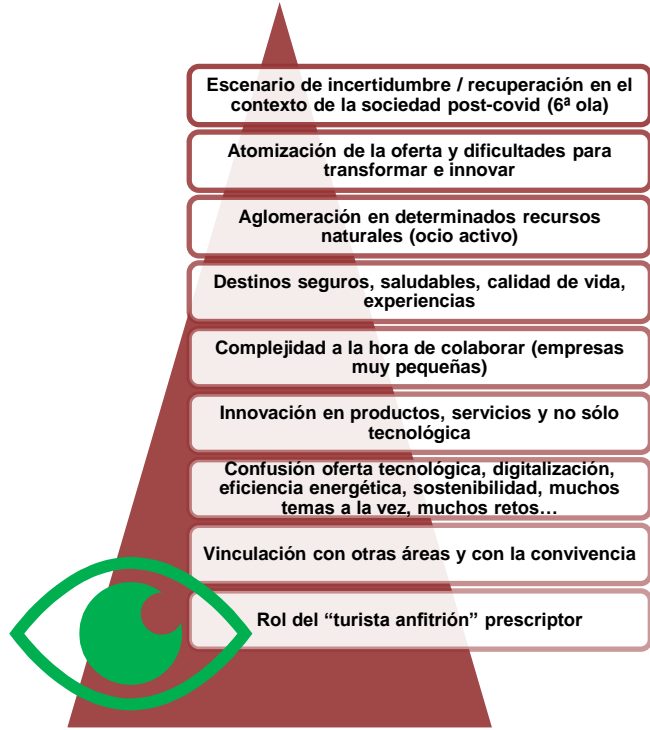 Escenario de incertidumbre / recuperación en el
contexto de la sociedad post-covid (6ª ola)
Atomización de la oferta y dificultades para
transformar e innovar
Aglomeración en determinados recursos
naturales (ocio activo)
Destinos seguros, saludables, calidad de vida,
experiencias
Complejidad a la hora de colaborar (empresas
muy pequeñas)
Innovación en productos, servicios y no sólo
tecnológica
Confusión oferta tecnológica, digitalización,
eficiencia energética, sostenibilidad, muchos
temas a la vez, muchos retos…
Vinculación con otras áreas y con la convivencia
Rol del “turista anfitrión” prescriptor